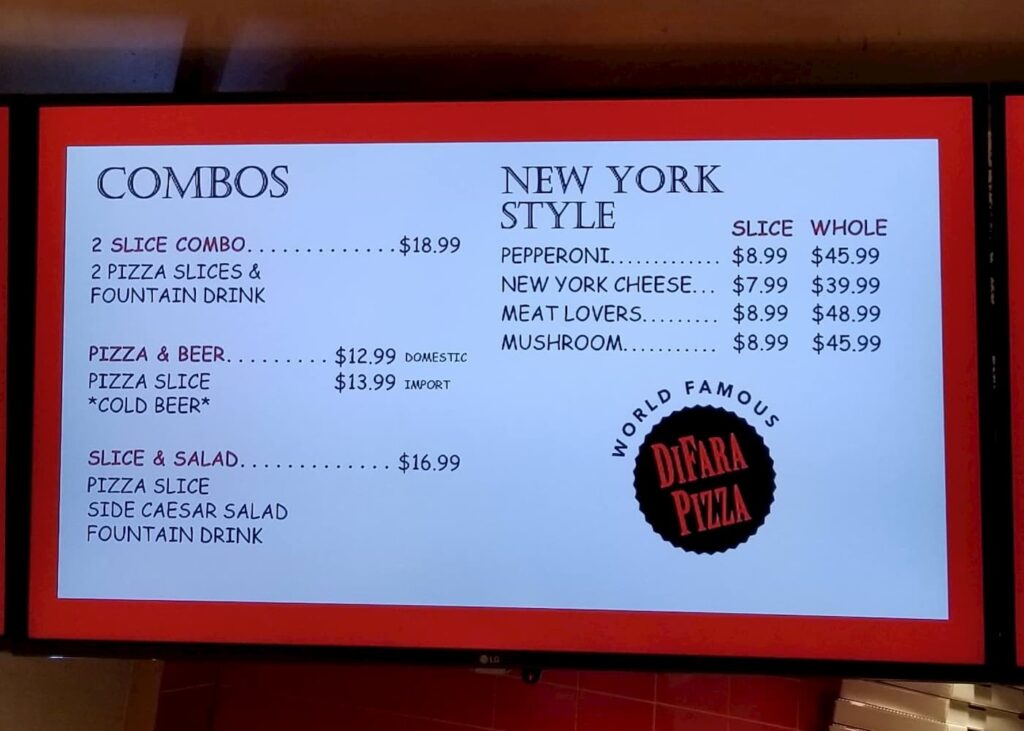 COMBOS
2 SLICE COMBO.............$18.99
2 PIZZA SLICES &
FOUNTAIN DRINK
PIZZA & BEER.........$12.99 DOMESTIC
PIZZA SLICE $13.99 IMPORT
*COLD BEER*
SLICE & SALAD.............$16.99
PIZZA SLICE
SIDE CAESAR SALAD
FOUNTAIN DRINK
NEW YORK
STYLE
SLICE WHOLE
PEPPERONI............ $8.99 $45.99
NEW YORK CHEESE... $7.99 $39.99
MEAT LOVERS......... $8.99 $48.99
MUSHROOM........... $8.99 $45.99
WORLD FAMOUS
DIFARA
PIZZA
LG